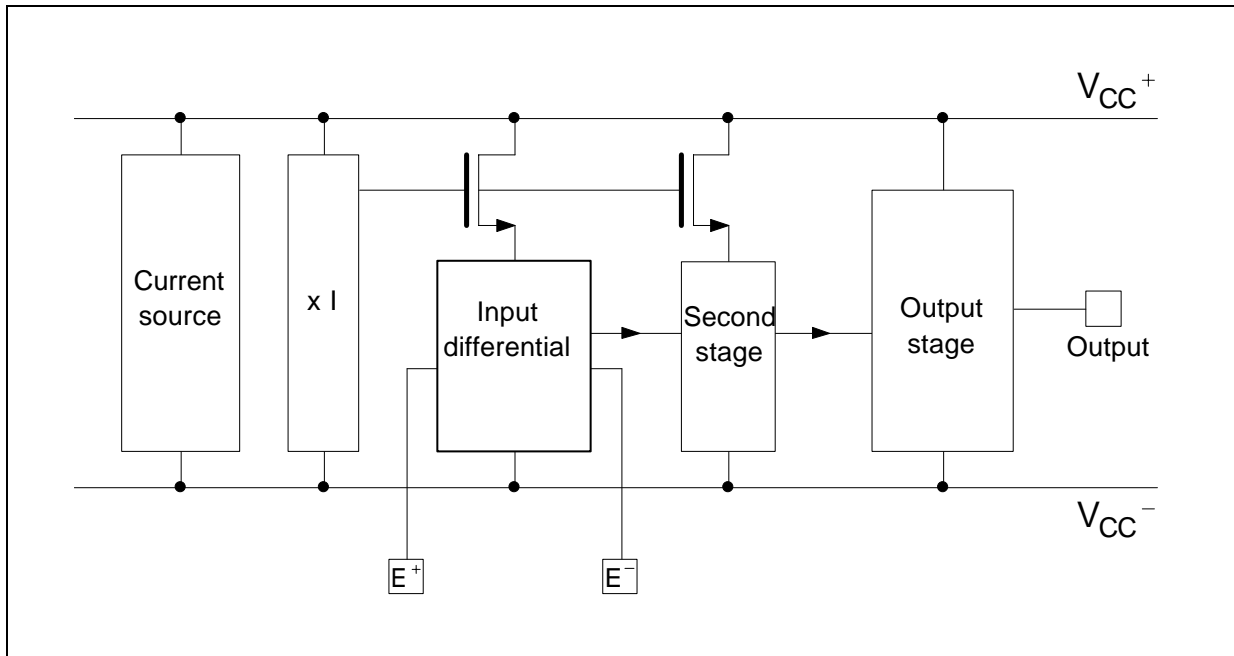 VCC+
Current
source
x I
Input
differential
Second
stage
Output
stage
Output
VCC−
E+
E−